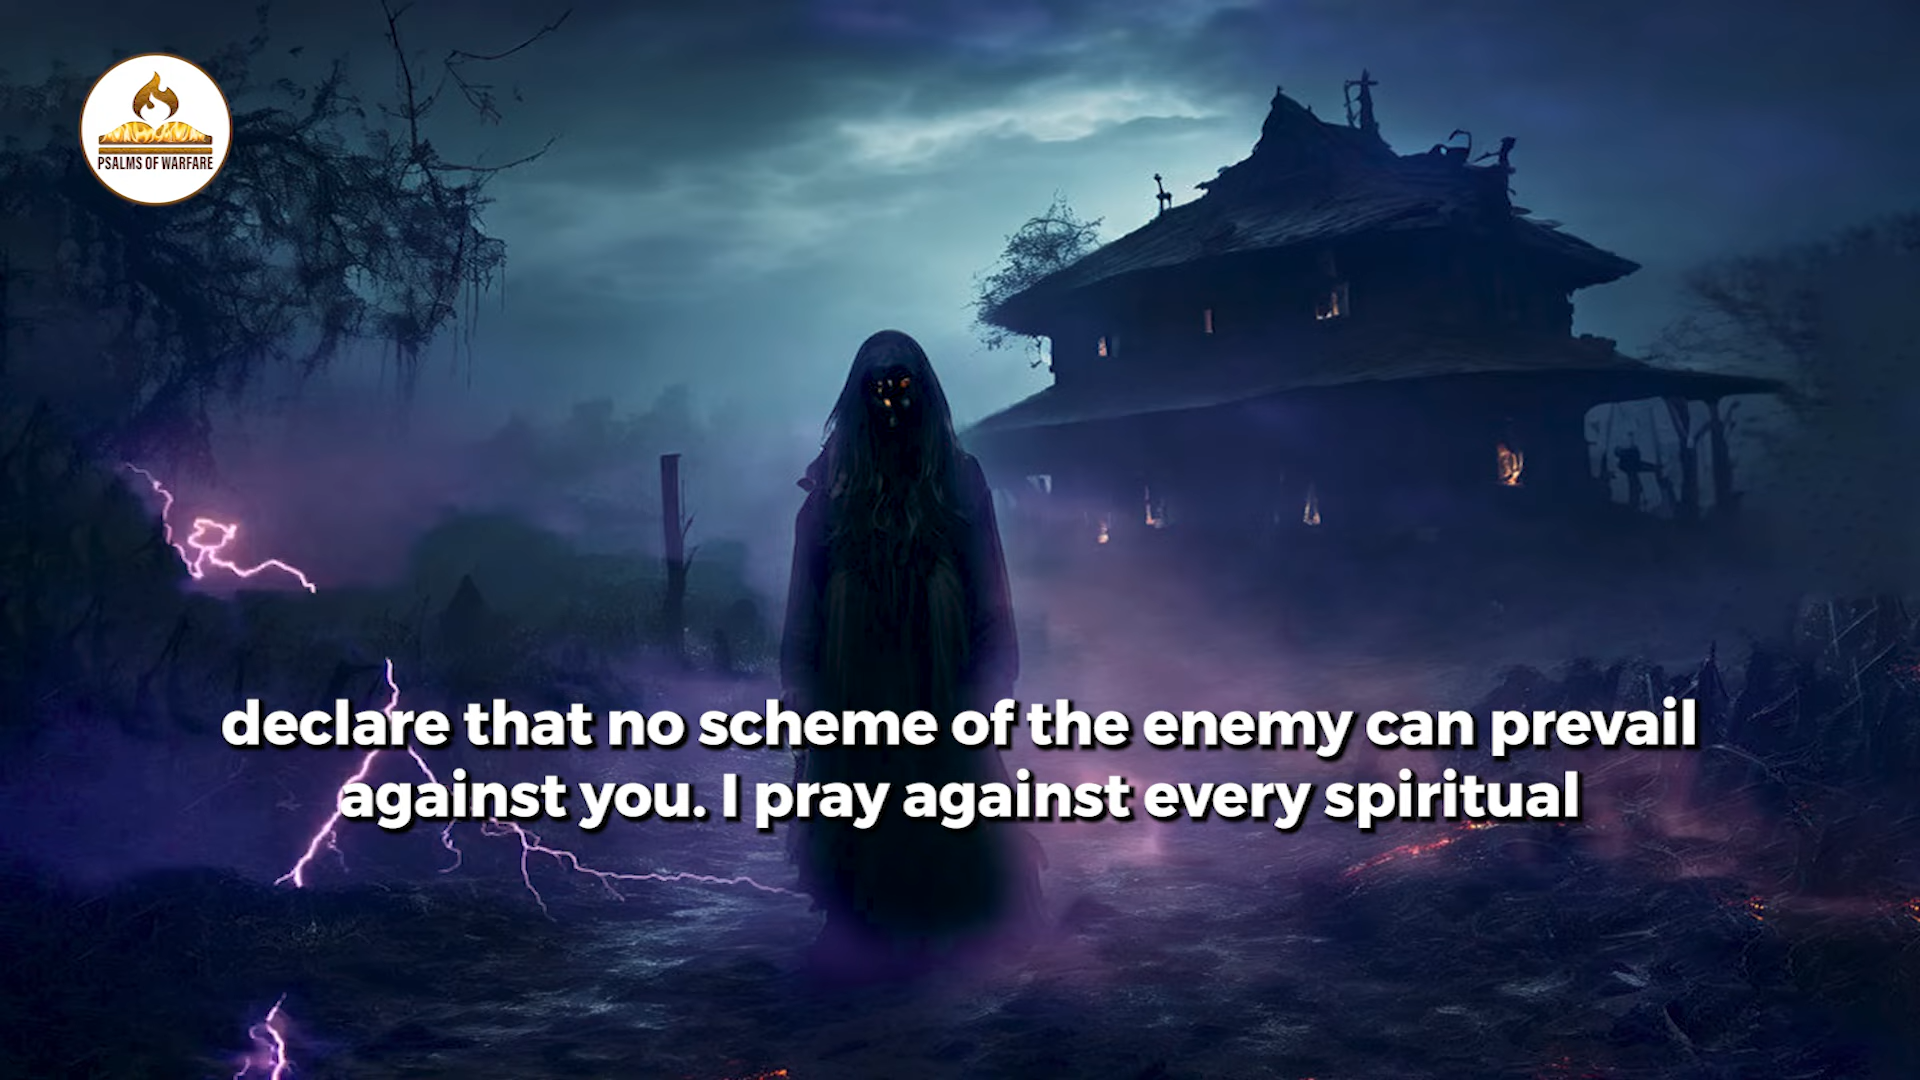 PSALMS OF WARFARE
declare that no scheme of the enemy can prevail
against you. I pray against every spiritual